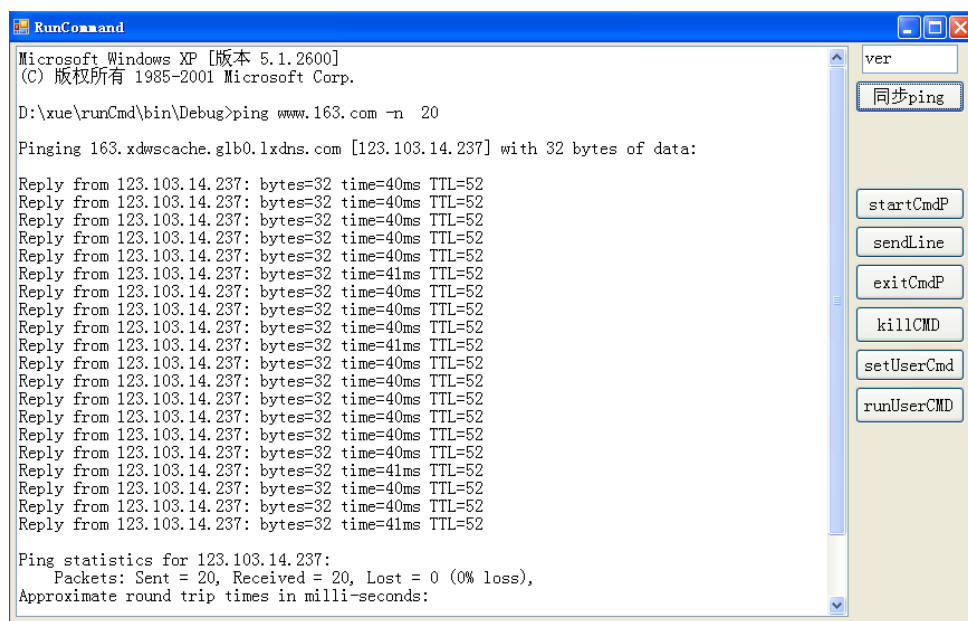 RunCommand
Microsoft Windows XP [版本 5.1.2600]
(C) 版权所有 1985-2001 Microsoft Corp.
D:\xue\runCmd\bin\Debug>ping www.163.com -n  20
Pinging 163.xdwscache.glb0.lxdns.com [123.103.14.237] with 32 bytes of data:
Reply from 123.103.14.237: bytes=32 time=40ms TTL=52
Reply from 123.103.14.237: bytes=32 time=40ms TTL=52
Reply from 123.103.14.237: bytes=32 time=40ms TTL=52
Reply from 123.103.14.237: bytes=32 time=40ms TTL=52
Reply from 123.103.14.237: bytes=32 time=40ms TTL=52
Reply from 123.103.14.237: bytes=32 time=41ms TTL=52
Reply from 123.103.14.237: bytes=32 time=40ms TTL=52
Reply from 123.103.14.237: bytes=32 time=40ms TTL=52
Reply from 123.103.14.237: bytes=32 time=40ms TTL=52
Reply from 123.103.14.237: bytes=32 time=41ms TTL=52
Reply from 123.103.14.237: bytes=32 time=40ms TTL=52
Reply from 123.103.14.237: bytes=32 time=40ms TTL=52
Reply from 123.103.14.237: bytes=32 time=40ms TTL=52
Reply from 123.103.14.237: bytes=32 time=40ms TTL=52
Reply from 123.103.14.237: bytes=32 time=40ms TTL=52
Reply from 123.103.14.237: bytes=32 time=40ms TTL=52
Reply from 123.103.14.237: bytes=32 time=41ms TTL=52
Reply from 123.103.14.237: bytes=32 time=40ms TTL=52
Reply from 123.103.14.237: bytes=32 time=40ms TTL=52
Reply from 123.103.14.237: bytes=32 time=41ms TTL=52
Ping statistics for 123.103.14.237:
    Packets: Sent = 20, Received = 20, Lost = 0 (0% loss),
Approximate round trip times in milli-seconds:
ver
同步ping
startCmdP
sendLine
exitCmdP
killCMD
setUserCmd
runUserCMD